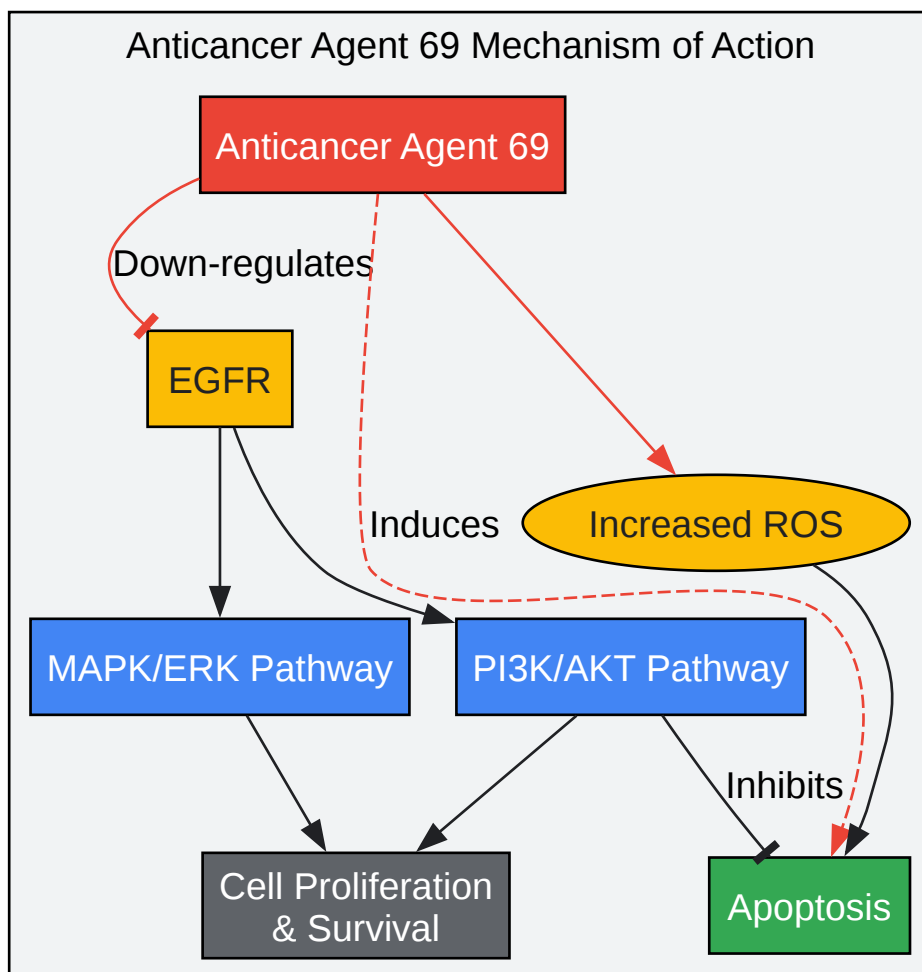 Anticancer Agent 69 Mechanism of Action
Anticancer Agent 69
Down-regulates
EGFR
Induces
Increased ROS
MAPK/ERK Pathway
PI3K/AKT Pathway
Inhibits
Cell Proliferation
& Survival
Apoptosis